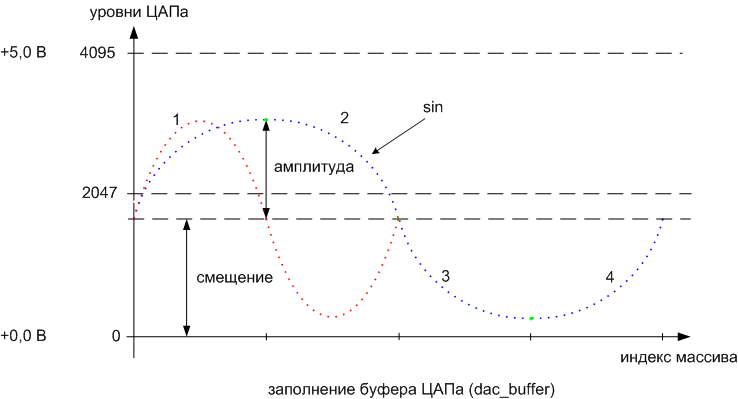 уровни ЦАПа
+5,0 В 4095
1 2 sin
амплитуда
2047
смещение 3 4
+0,0 В 0
индекс массива
заполнение буфера ЦАПа (dac_buffer)